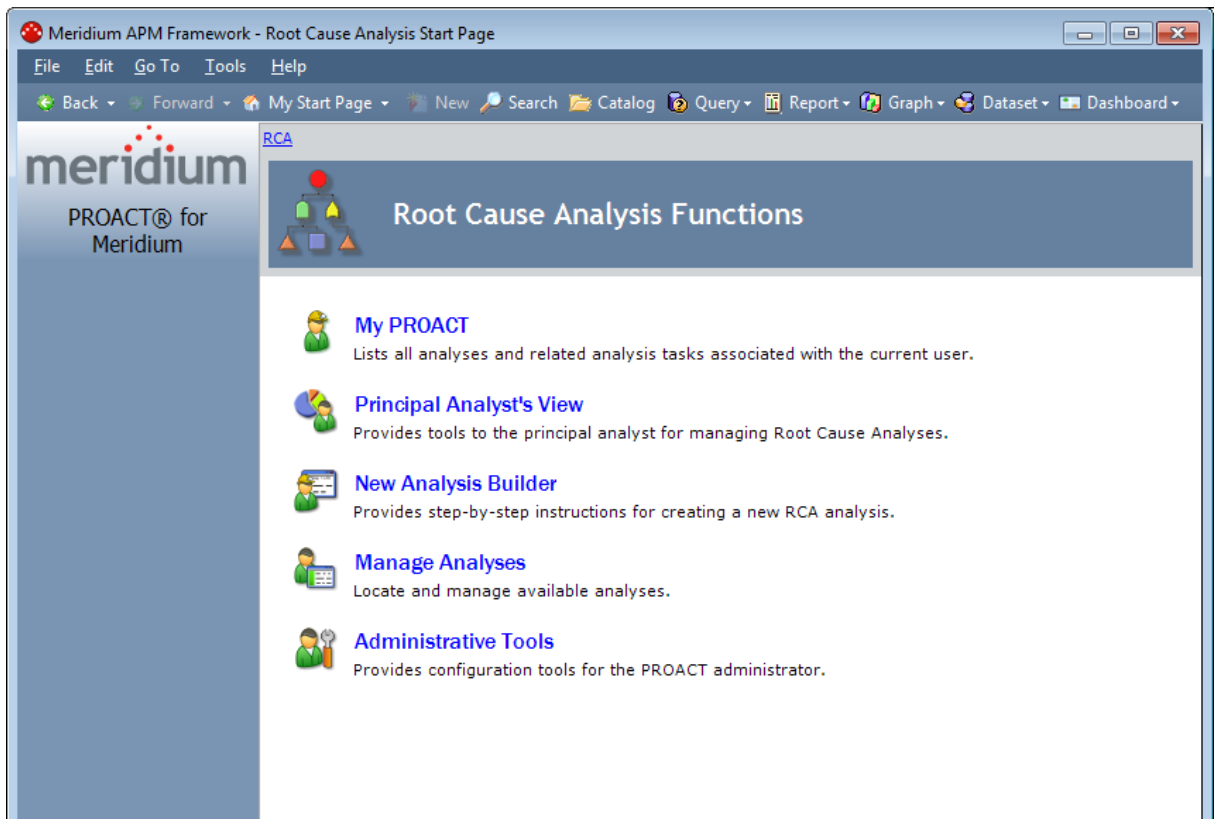 Meridium APM Framework - Root Cause Analysis Start Page
File Edit Go To Tools Help
Back Forward My Start Page New Search Catalog Query Report Graph Dataset Dashboard
meridium
PROACT® for
Meridium
RCA
Root Cause Analysis Functions
My PROACT
Lists all analyses and related analysis tasks associated with the current user.
Principal Analyst's View
Provides tools to the principal analyst for managing Root Cause Analyses.
New Analysis Builder
Provides step-by-step instructions for creating a new RCA analysis.
Manage Analyses
Locate and manage available analyses.
Administrative Tools
Provides configuration tools for the PROACT administrator.